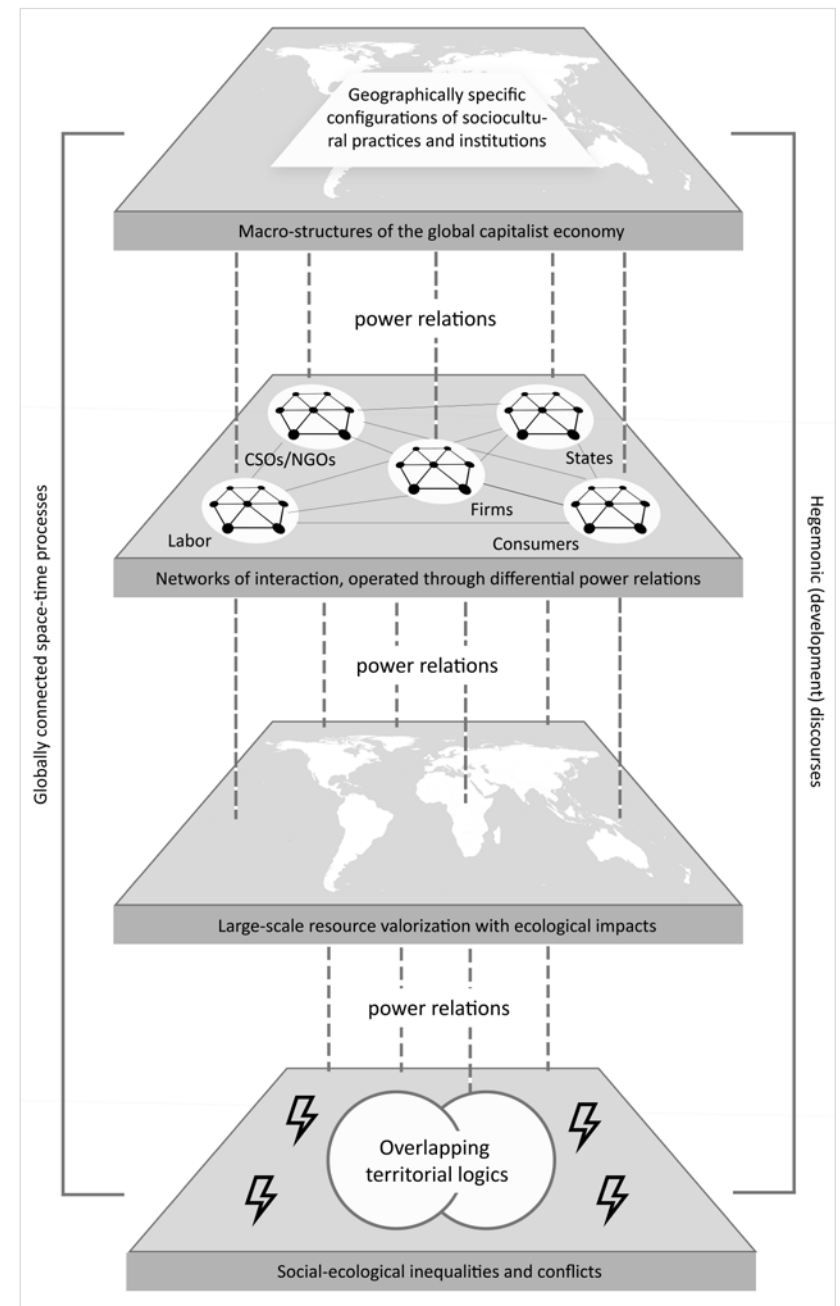 Geographically specific
configurations of sociocultu-
ral practices and institutions
Macro-structures of the global capitalist economy
power relations
CSOs/NGOs
States
Firms
Labor
Consumers
Networks of interaction, operated through differential power relations
power relations
Large-scale resource valorization with ecological impacts
power relations
Overlapping
territorial logics
Social-ecological inequalities and conflicts
Globally connected space-time processes
Hegemonic (development) discourses